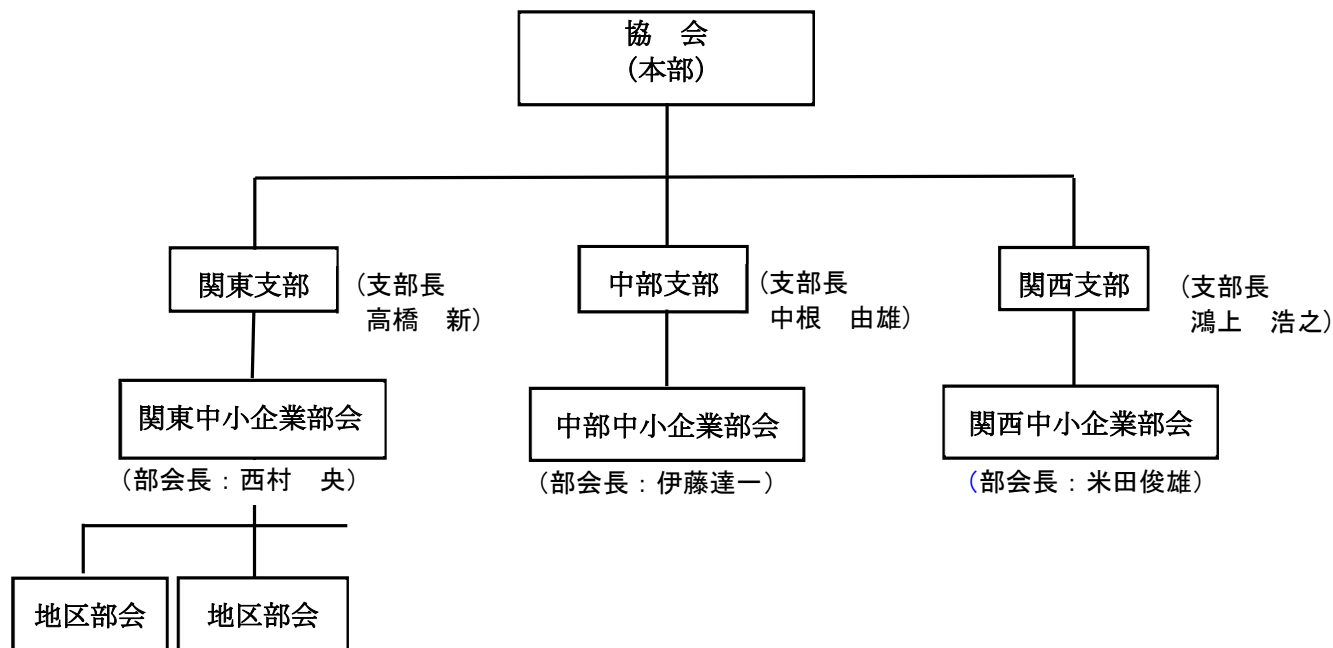 協　会
（本部）
関東支部
（支部長
高橋　新）
中部支部
（支部長
中根　由雄）
関西支部
（支部長
鴻上　浩之）
関東中小企業部会
（部会長：西村　央）
中部中小企業部会
（部会長：伊藤達一）
関西中小企業部会
（部会長：米田俊雄）
地区部会
地区部会